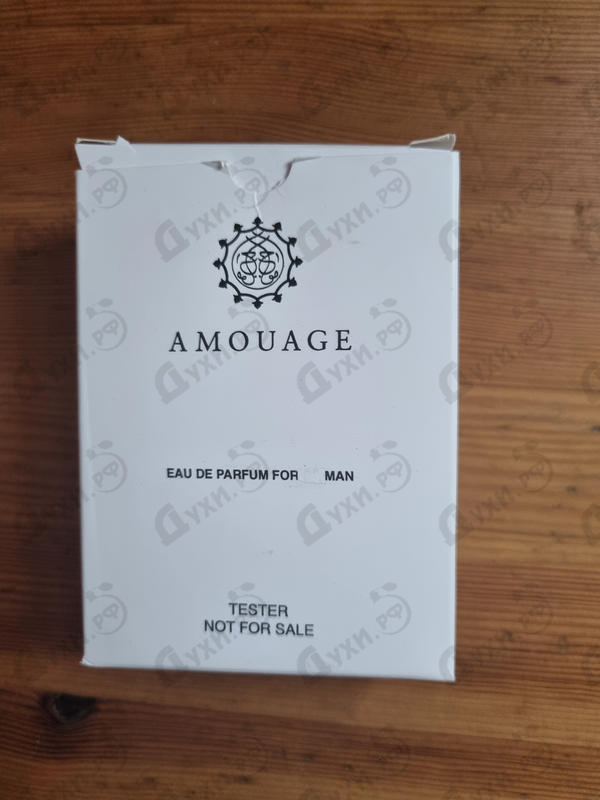 AMOUAGE
EAU DE PARFUM FOR MAN
TESTER
NOT FOR SALE
Духи.рф